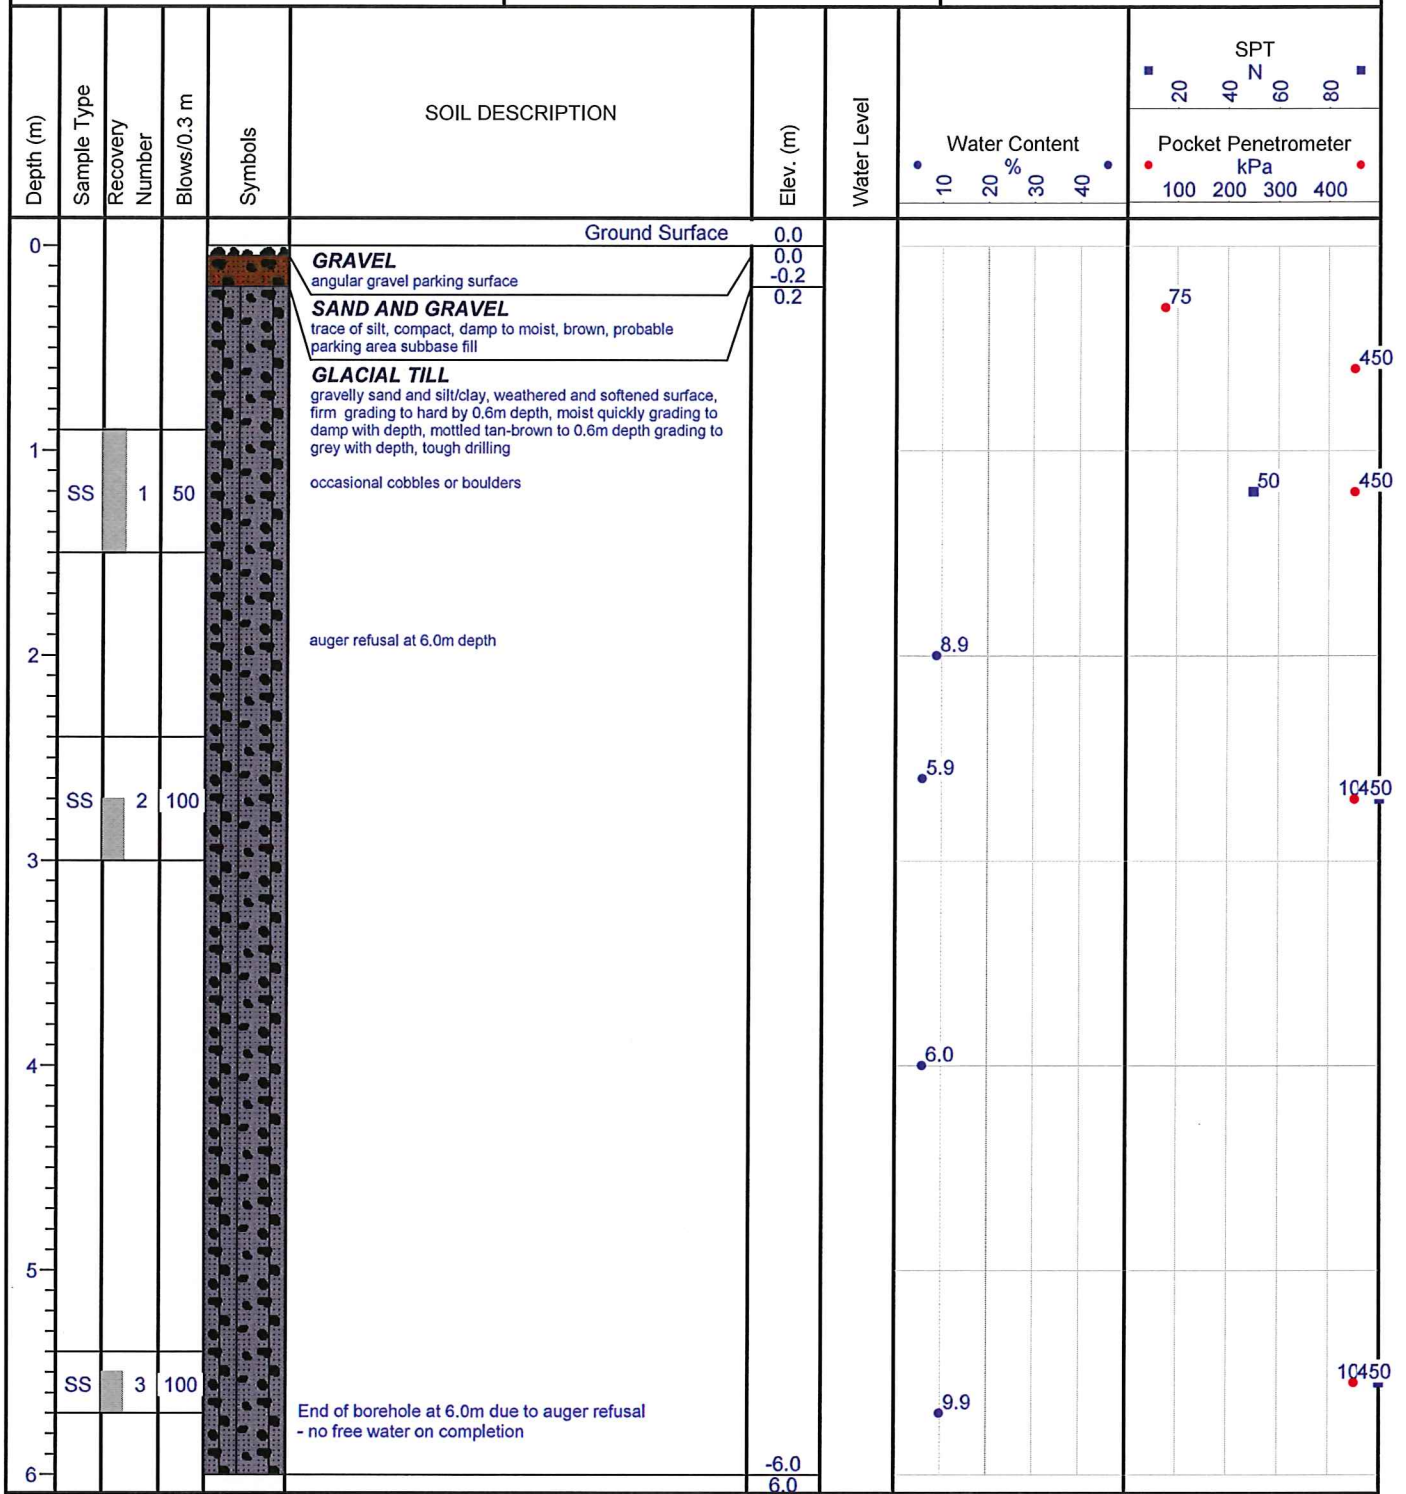 Depth (m)
Sample Type
Recovery
Number
Blows/0.3 m
Symbols
SOIL DESCRIPTION
Elev. (m)
Water Level
Water Content
%
10 20 30 40
SPT
N
20 40 60 80
Pocket Penetrometer
kPa
100 200 300 400
Ground Surface 0.0
0
GRAVEL 0.0
angular gravel parking surface -0.2
0.2
75
SAND AND GRAVEL
trace of silt, compact, damp to moist, brown, probable
parking area subbase fill
450
GLACIAL TILL
gravelly sand and silt/clay, weathered and softened surface,
firm grading to hard by 0.6m depth, moist quickly grading to
damp with depth, mottled tan-brown to 0.6m depth grading to
grey with depth, tough drilling
1
occasional cobbles or boulders
SS 1 50
50 450
auger refusal at 6.0m depth
2
8.9
5.9
SS 2 100
10450
3
4
6.0
5
SS 3 100
10450
9.9
End of borehole at 6.0m due to auger refusal
- no free water on completion
6
-6.0
6.0